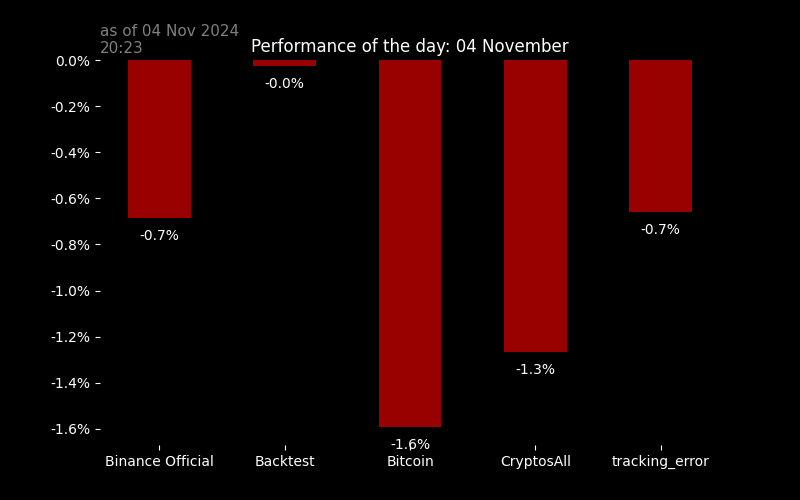 as of 04 Nov 2024
20:23
Performance of the day: 04 November
0.0%
-0.2%
-0.4%
-0.6%
-0.8%
-1.0%
-1.2%
-1.4%
-1.6%
-0.7%
-0.0%
-1.6%
-1.3%
-0.7%
Binance Official
Backtest
Bitcoin
CryptosAll
tracking_error